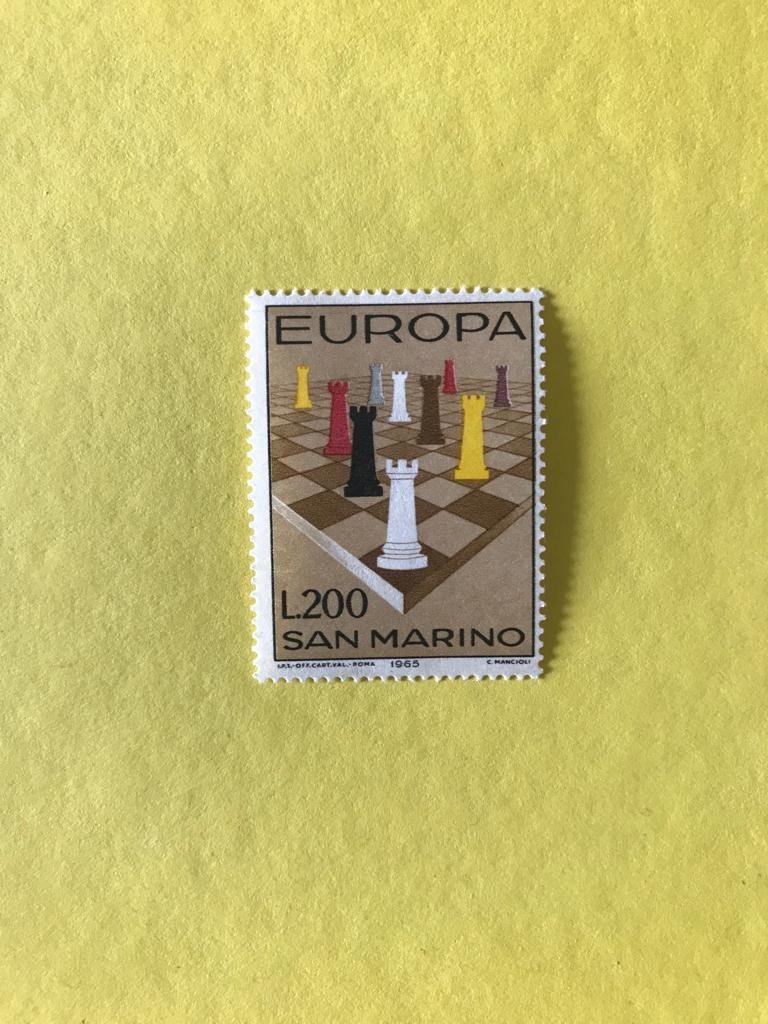 EUROPA
L.200
SAN MARINO
I.P.S.-OFF.CART.VAL.-ROMA 1965 C. MANCIOLI